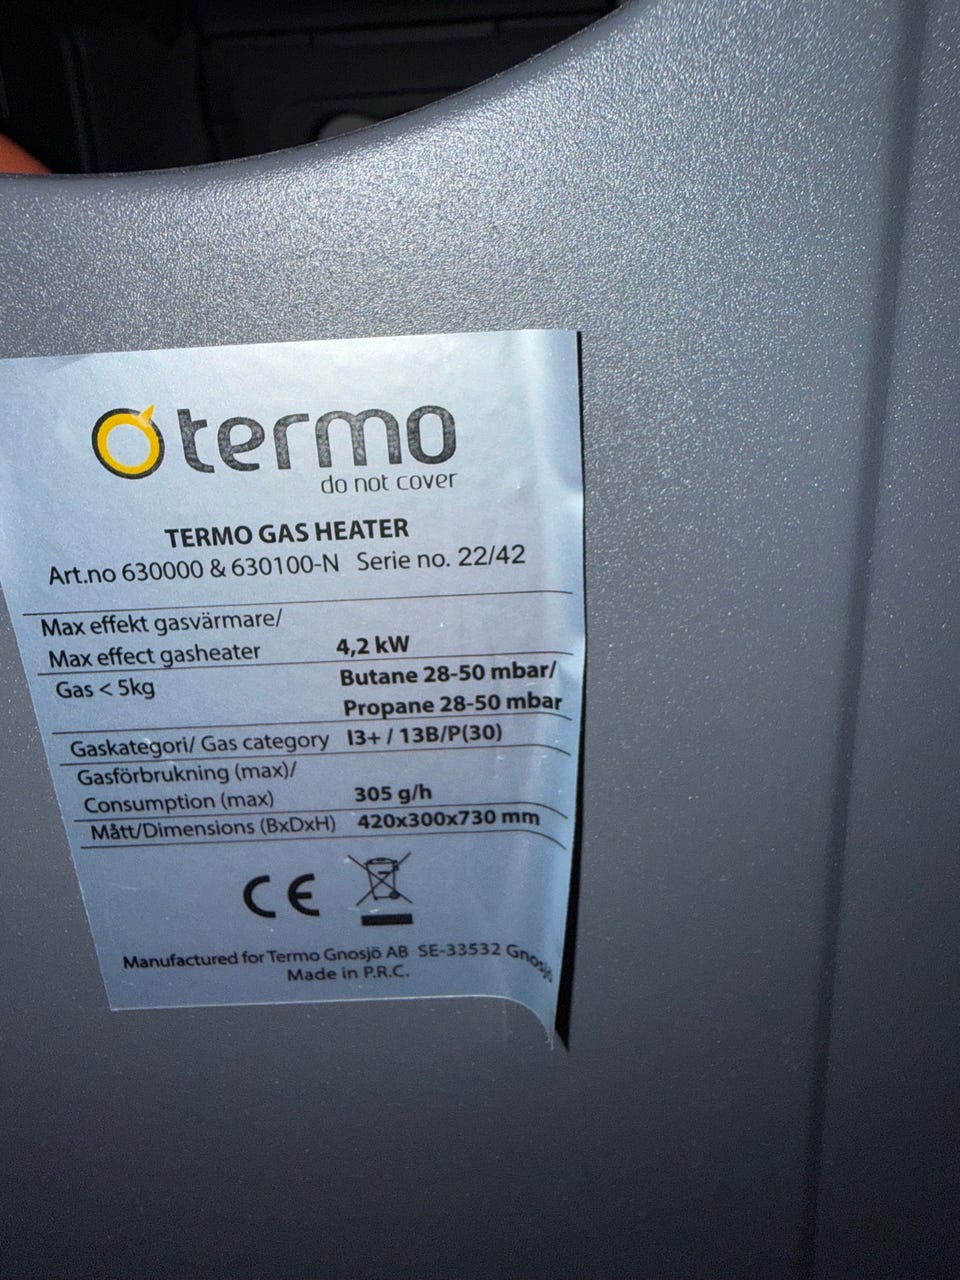 termo
do not cover
TERMO GAS HEATER
Art.no 630000 & 630100-N Serie no. 22/42
Max effekt gasvärmare/
Max effect gasheater 4,2 kW
Gas < 5kg Butane 28-50 mbar/
Propane 28-50 mbar
Gaskategori/ Gas category I3+ / 13B/P(30)
Gasförbrukning (max)/
Consumption (max) 305 g/h
Mått/Dimensions (BxDxH) 420x300x730 mm
CE
Manufactured for Termo Gnosjö AB SE-33532 Gnosjö
Made in P.R.C.